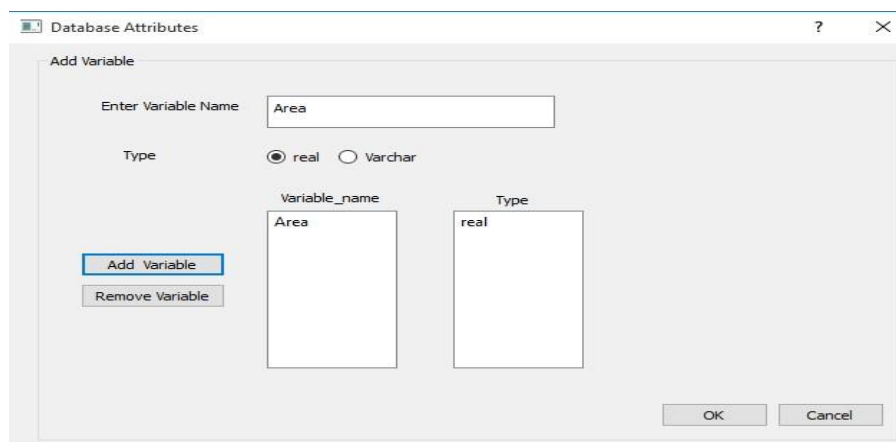 Database Attributes ? ×
Add Variable
Enter Variable Name Area
Type real Varchar
Variable_name Type
Area real
Add Variable
Remove Variable
OK Cancel